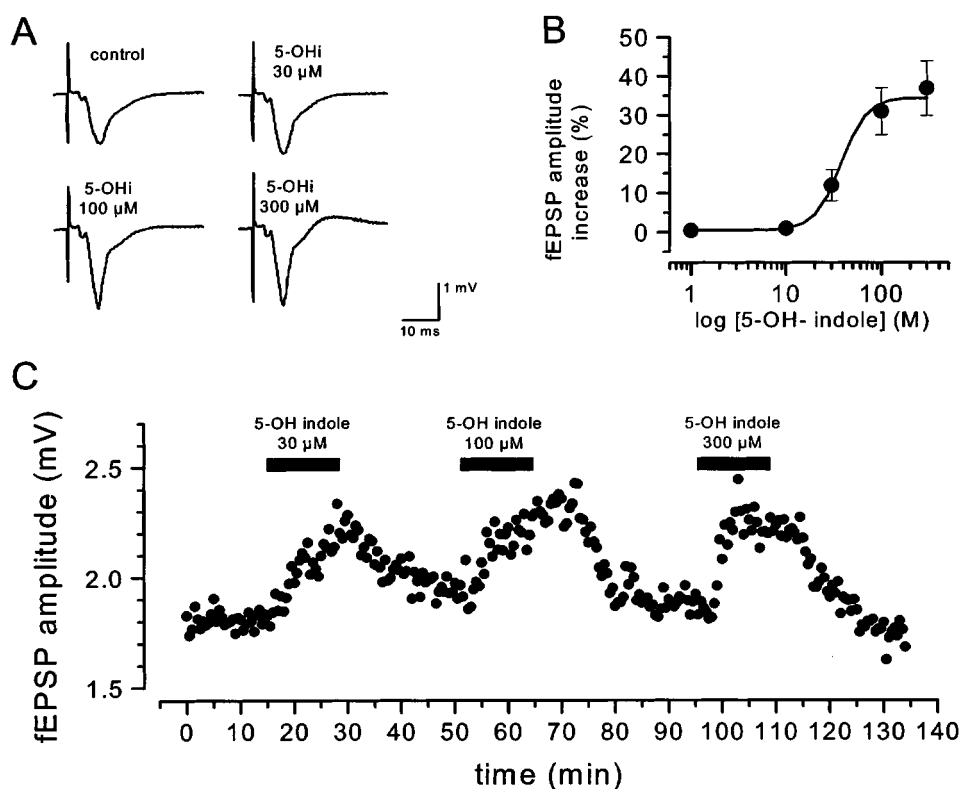 A
control
5-OHi
30 µM
5-OHi
100 µM
5-OHi
300 µM
1 mV
10 ms
B
fEPSP amplitude
increase (%)
50
40
30
20
10
0
1
10
100
log [5-OH- indole] (M)
C
fEPSP amplitude (mV)
2.5
2.0
1.5
5-OH indole
30 µM
5-OH indole
100 µM
5-OH indole
300 µM
0 10 20 30 40 50 60 70 80 90 100 110 120 130 140
time (min)